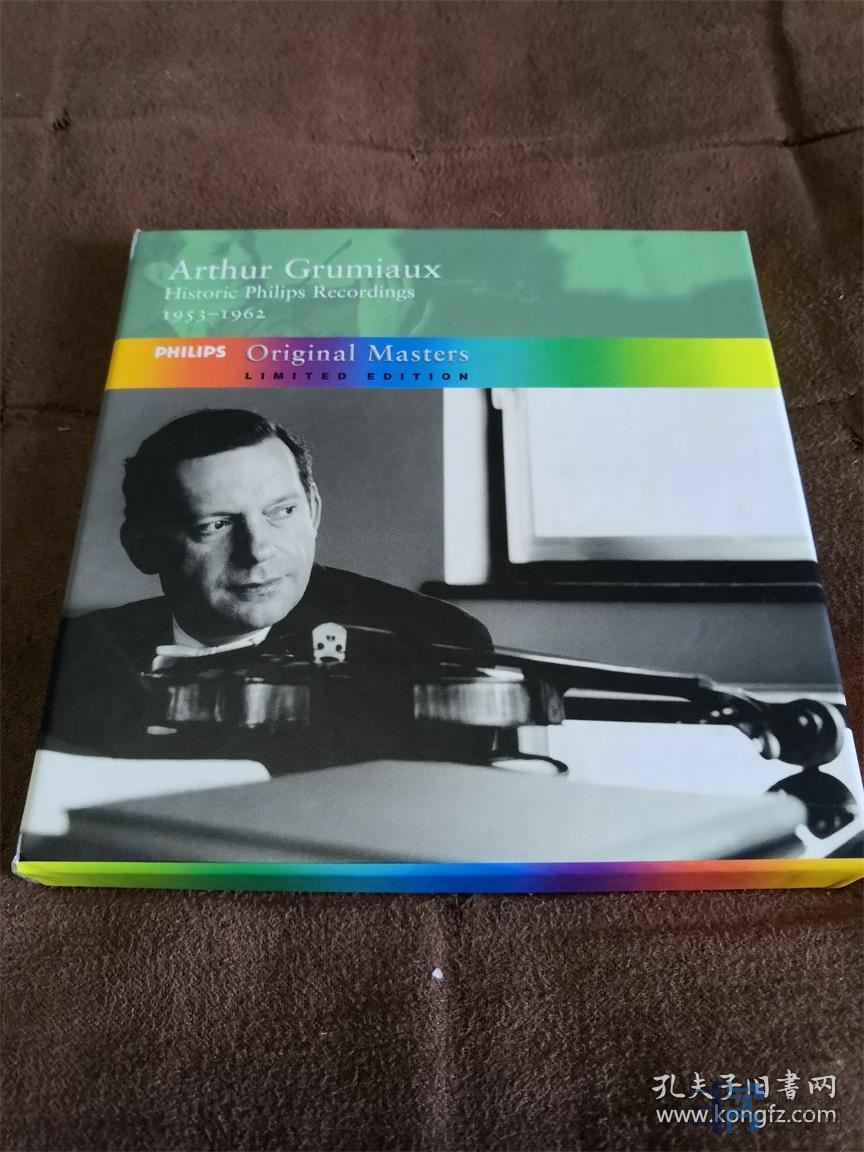 Arthur Grumiaux
Historic Philips Recordings
1953–1962
PHILIPS Original Masters
LIMITED EDITION
孔夫子旧書网
www.kongfz.com